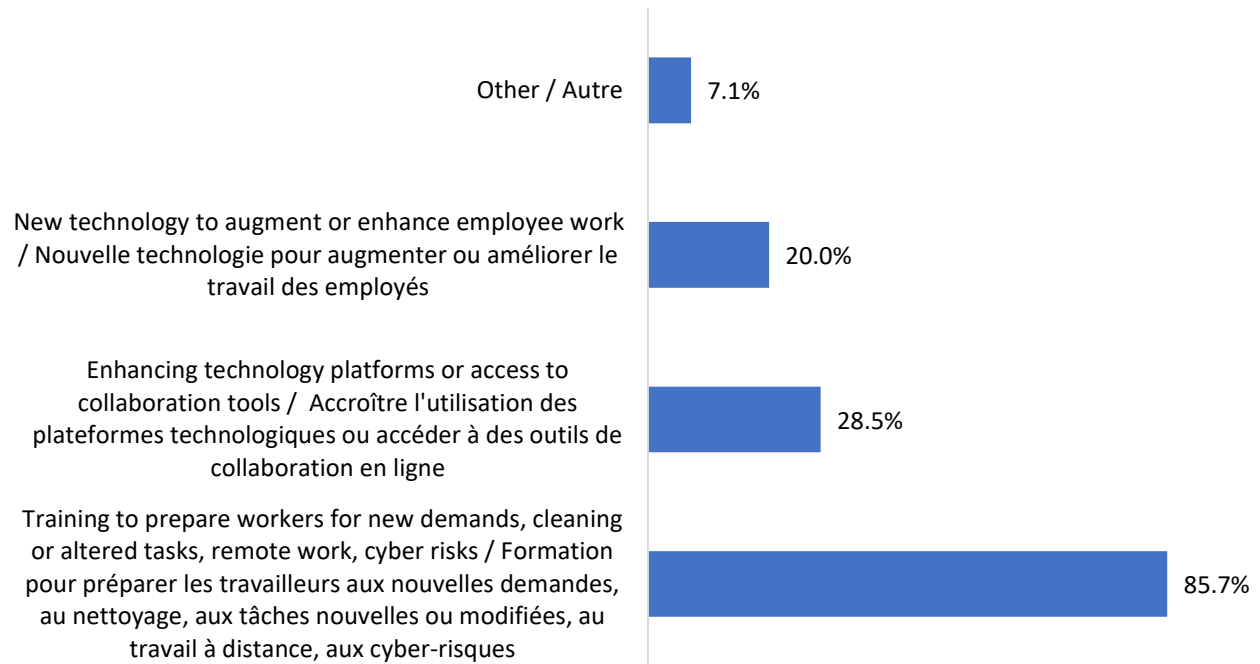 Other / Autre
7.1%
New technology to augment or enhance employee work
/ Nouvelle technologie pour augmenter ou améliorer le
travail des employés
20.0%
Enhancing technology platforms or access to
collaboration tools /  Accroître l'utilisation des
plateformes technologiques ou accéder à des outils de
collaboration en ligne
28.5%
Training to prepare workers for new demands, cleaning
or altered tasks, remote work, cyber risks / Formation
pour préparer les travailleurs aux nouvelles demandes,
au nettoyage, aux tâches nouvelles ou modifiées, au
travail à distance, aux cyber-risques
85.7%